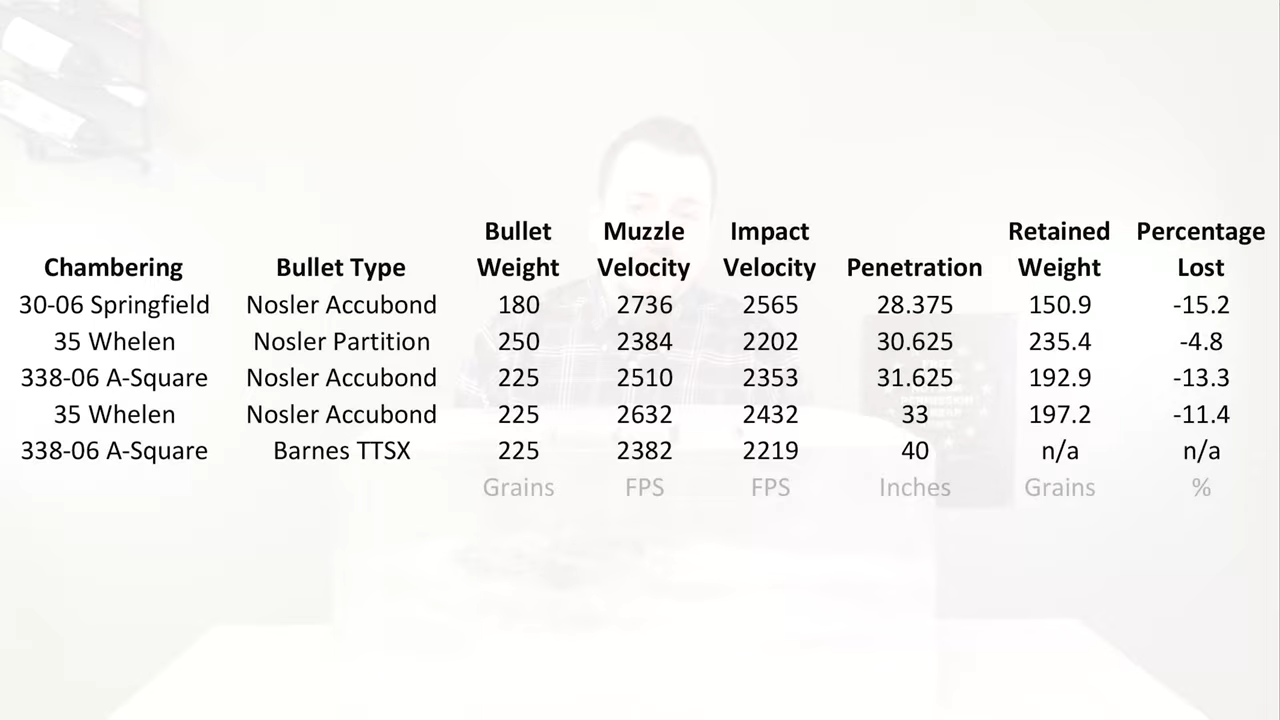 Bullet Muzzle Impact Retained Percentage
Chambering Bullet Type Weight Velocity Velocity Penetration Weight Lost
30-06 Springfield Nosler Accubond 180 2736 2565 28.375 150.9 -15.2
35 Whelen Nosler Partition 250 2384 2202 30.625 235.4 -4.8
338-06 A-Square Nosler Accubond 225 2510 2353 31.625 192.9 -13.3
35 Whelen Nosler Accubond 225 2632 2432 33 197.2 -11.4
338-06 A-Square Barnes TTSX 225 2382 2219 40 n/a n/a
Grains FPS FPS Inches Grains %